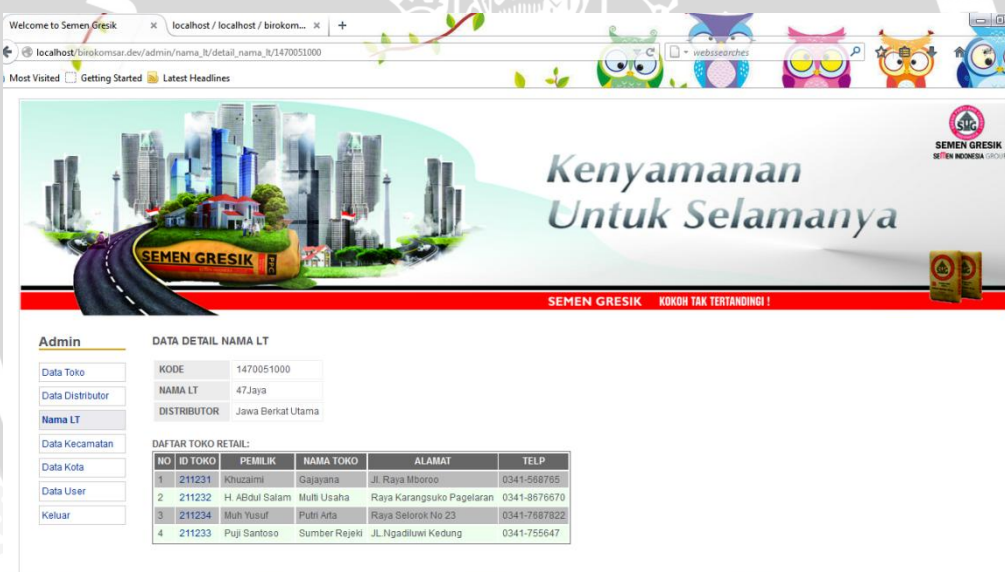 Welcome to Semen Gresik × localhost / localhost / birokom... × +
localhost/birokomsar.dev/admin/nama_lt/detail_nama_lt/1470051000
webssearches
Most Visited Getting Started Latest Headlines
SEMEN GRESIK
SEMEN INDONESIA GROUP
Kenyamanan
Untuk Selamanya
SEMEN GRESIK PPC
SEMEN GRESIK KOKOH TAK TERTANDINGI !
Admin
Data Toko
Data Distributor
Nama LT
Data Kecamatan
Data Kota
Data User
Keluar
DATA DETAIL NAMA LT
KODE 1470051000
NAMA LT 47Jaya
DISTRIBUTOR Jawa Berkat Utama
DAFTAR TOKO RETAIL:
NO ID TOKO PEMILIK NAMA TOKO ALAMAT TELP
1 211231 Khuzaimi Gajayana Jl. Raya Mboroo 0341-568765
2 211232 H. ABdul Salam Multi Usaha Raya Karangsuko Pagelaran 0341-8676670
3 211234 Muh Yusuf Putri Arta Raya Selorok No 23 0341-7687822
4 211233 Puji Santoso Sumber Rejeki JL.Ngadiluwi Kedung 0341-755647